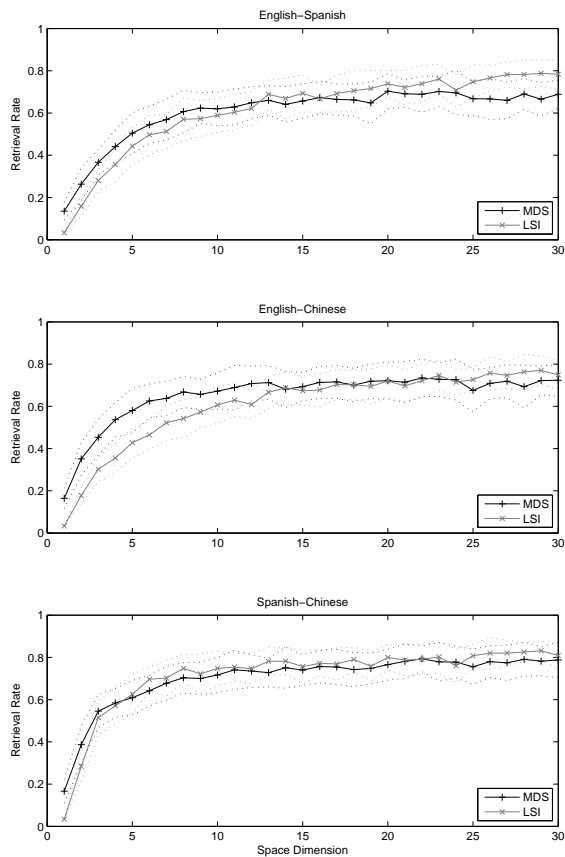 English−Spanish
1
0.8
0.6
0.4
0.2
0
Retrieval Rate
MDS
LSI
0 5 10 15 20 25 30
English−Chinese
1
0.8
0.6
0.4
0.2
0
Retrieval Rate
MDS
LSI
0 5 10 15 20 25 30
Spanish−Chinese
1
0.8
0.6
0.4
0.2
0
Retrieval Rate
MDS
LSI
0 5 10 15 20 25 30
Space Dimension